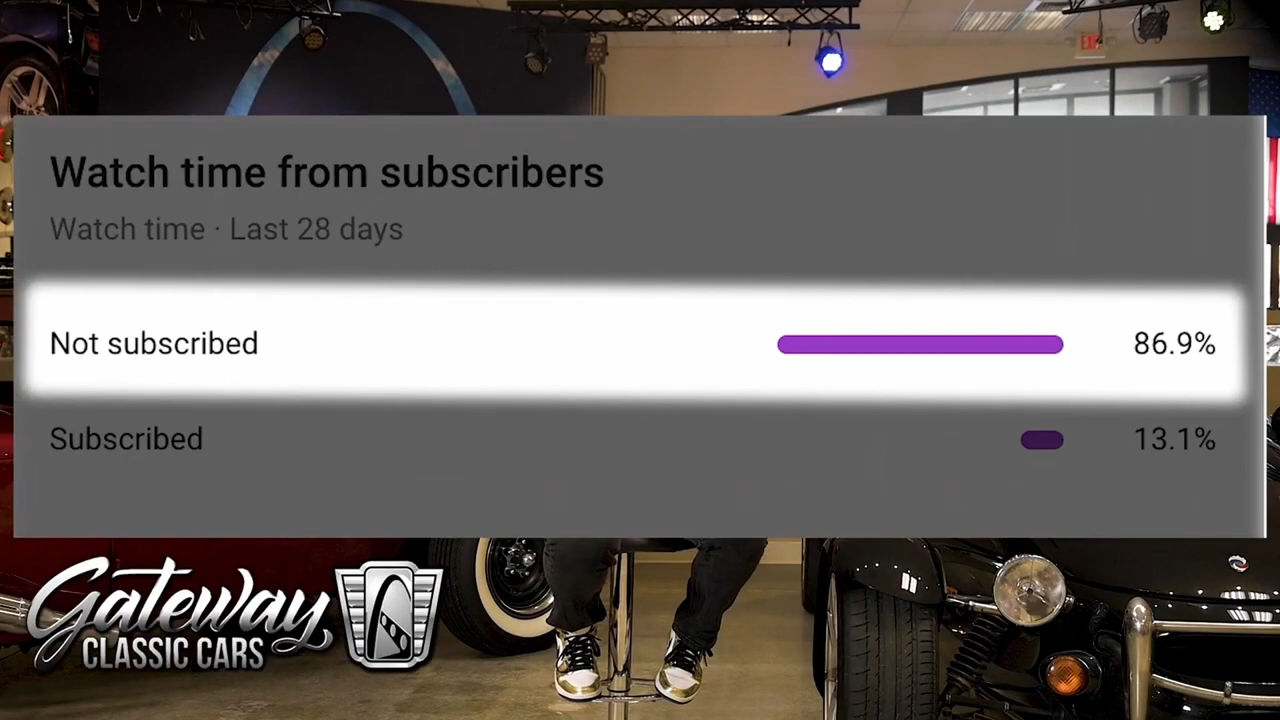 Watch time from subscribers
Watch time · Last 28 days
Not subscribed 86.9%
Subscribed 13.1%
Gateway
CLASSIC CARS